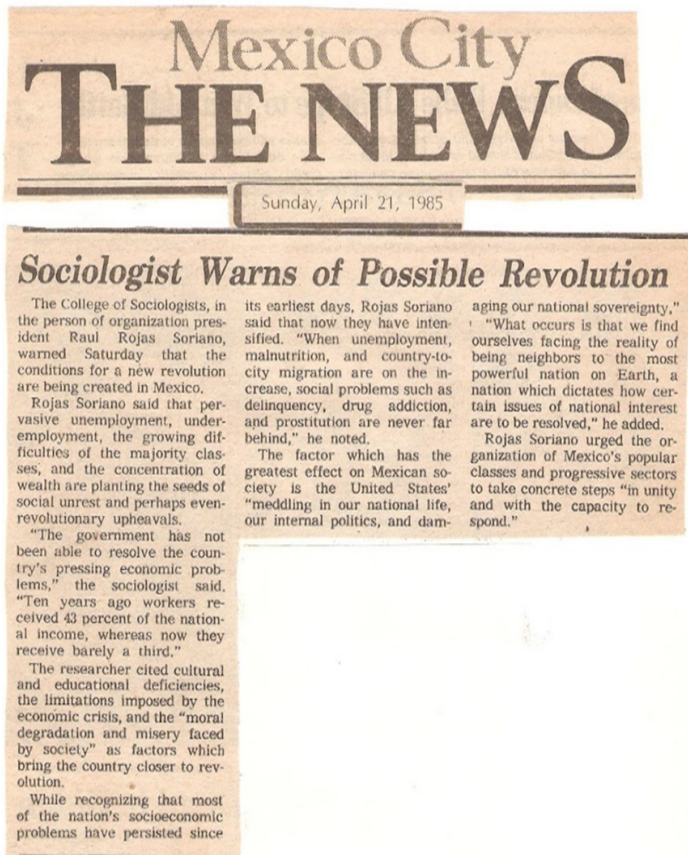 Mexico City
THE NEWS
Sunday, April 21, 1985
Sociologist Warns of Possible Revolution
The College of Sociologists, in
the person of organization pres-
ident Raul Rojas Soriano,
warned Saturday that the
conditions for a new revolution
are being created in Mexico.
Rojas Soriano said that per-
vasive unemployment, under-
employment, the growing dif-
ficulties of the majority clas-
ses, and the concentration of
wealth are planting the seeds of
social unrest and perhaps even-
revolutionary upheavals.
"The government has not
been able to resolve the coun-
try's pressing economic prob-
lems," the sociologist said.
"Ten years ago workers re-
ceived 43 percent of the nation-
al income, whereas now they
receive barely a third."
The researcher cited cultural
and educational deficiencies,
the limitations imposed by the
economic crisis, and the "moral
degradation and misery faced
by society" as factors which
bring the country closer to rev-
olution.
While recognizing that most
of the nation's socioeconomic
problems have persisted since
its earliest days, Rojas Soriano
said that now they have inten-
sified. "When unemployment,
malnutrition, and country-to-
city migration are on the in-
crease, social problems such as
delinquency, drug addiction,
and prostitution are never far
behind," he noted.
The factor which has the
greatest effect on Mexican so-
ciety is the United States'
"meddling in our national life,
our internal politics, and dam-
aging our national sovereignty."
"What occurs is that we find
ourselves facing the reality of
being neighbors to the most
powerful nation on Earth, a
nation which dictates how cer-
tain issues of national interest
are to be resolved," he added.
Rojas Soriano urged the or-
ganization of Mexico's popular
classes and progressive sectors
to take concrete steps "in unity
and with the capacity to re-
spond."